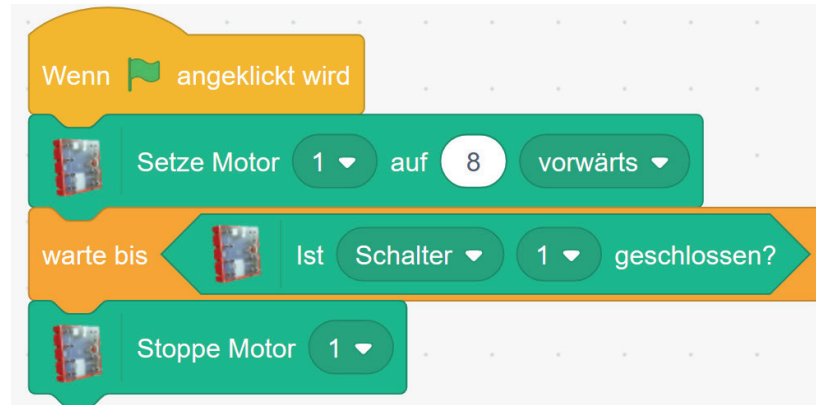 Wenn angeklickt wird
Setze Motor 1 auf 8 vorwärts
warte bis Ist Schalter 1 geschlossen?
Stoppe Motor 1